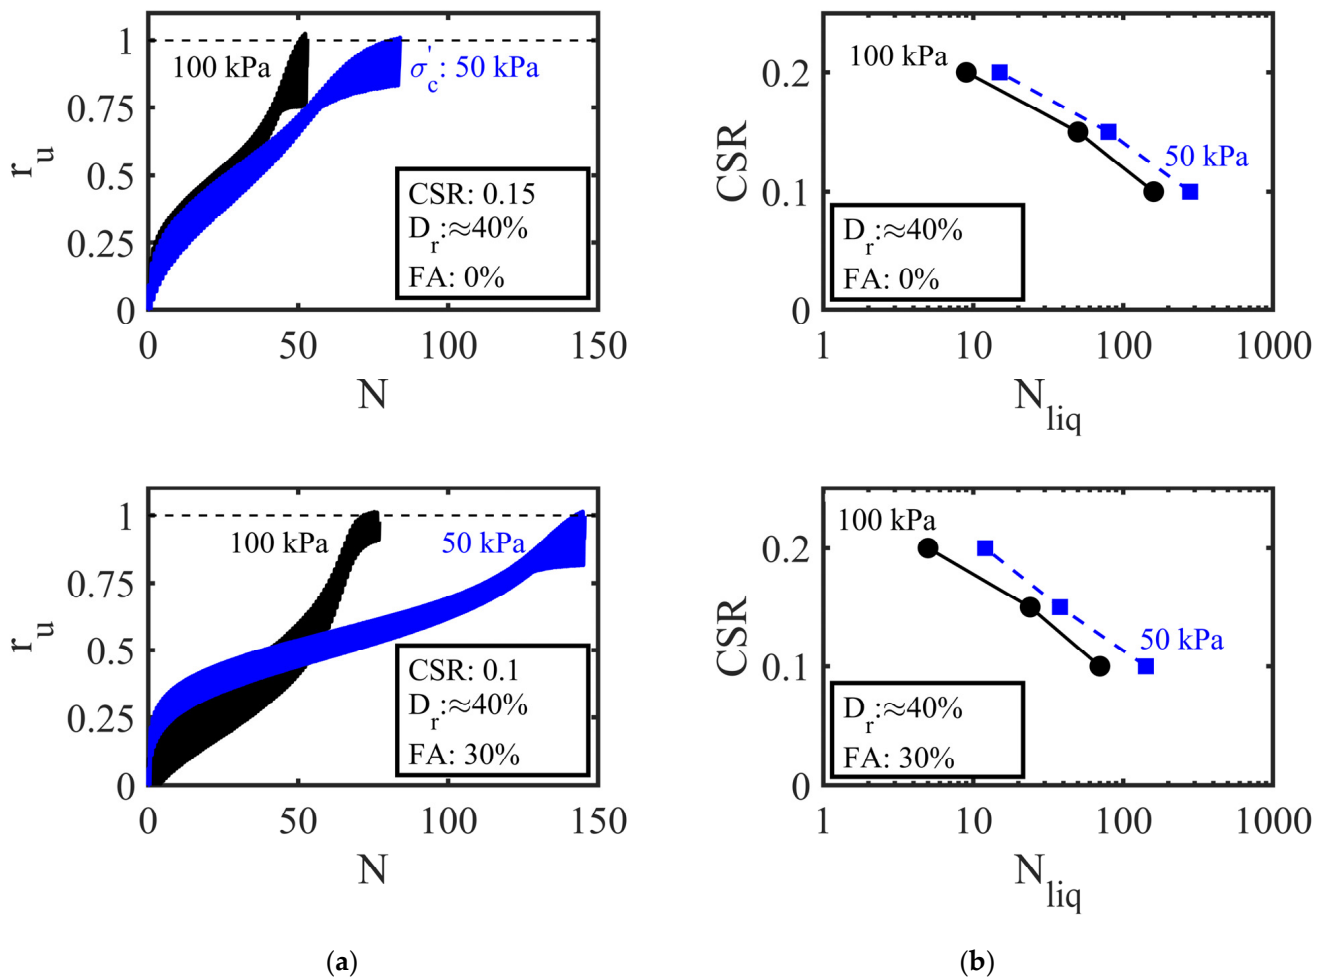 1
0.75
0.5
0.25
0
r_u
100 kPa
σ'_c: 50 kPa
CSR: 0.15
D_r:≈40%
FA: 0%
0 50 100 150
N
0.2
0.1
0
CSR
100 kPa
50 kPa
D_r:≈40%
FA: 0%
1 10 100 1000
N_liq
1
0.75
0.5
0.25
0
r_u
100 kPa
50 kPa
CSR: 0.1
D_r:≈40%
FA: 30%
0 50 100 150
N
0.2
0.1
0
CSR
100 kPa
50 kPa
D_r:≈40%
FA: 30%
1 10 100 1000
N_liq
(a)
(b)